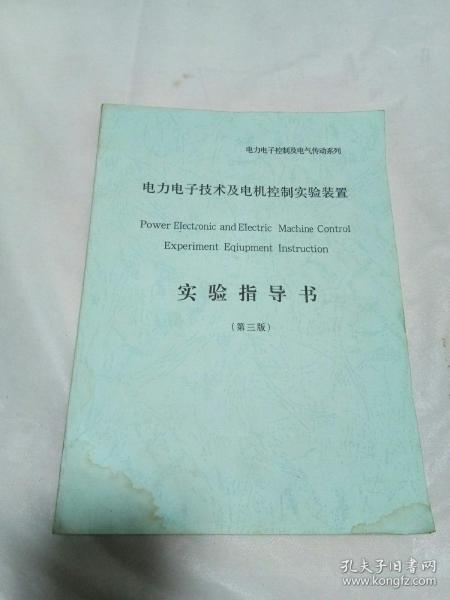 电力电子控制及电气传动系列
电力电子技术及电机控制实验装置
Power Electronic and Electric Machine Control
Experiment Eqiupment Instruction
实验指导书
(第三版)
孔夫子旧书网
www.kongfz.com